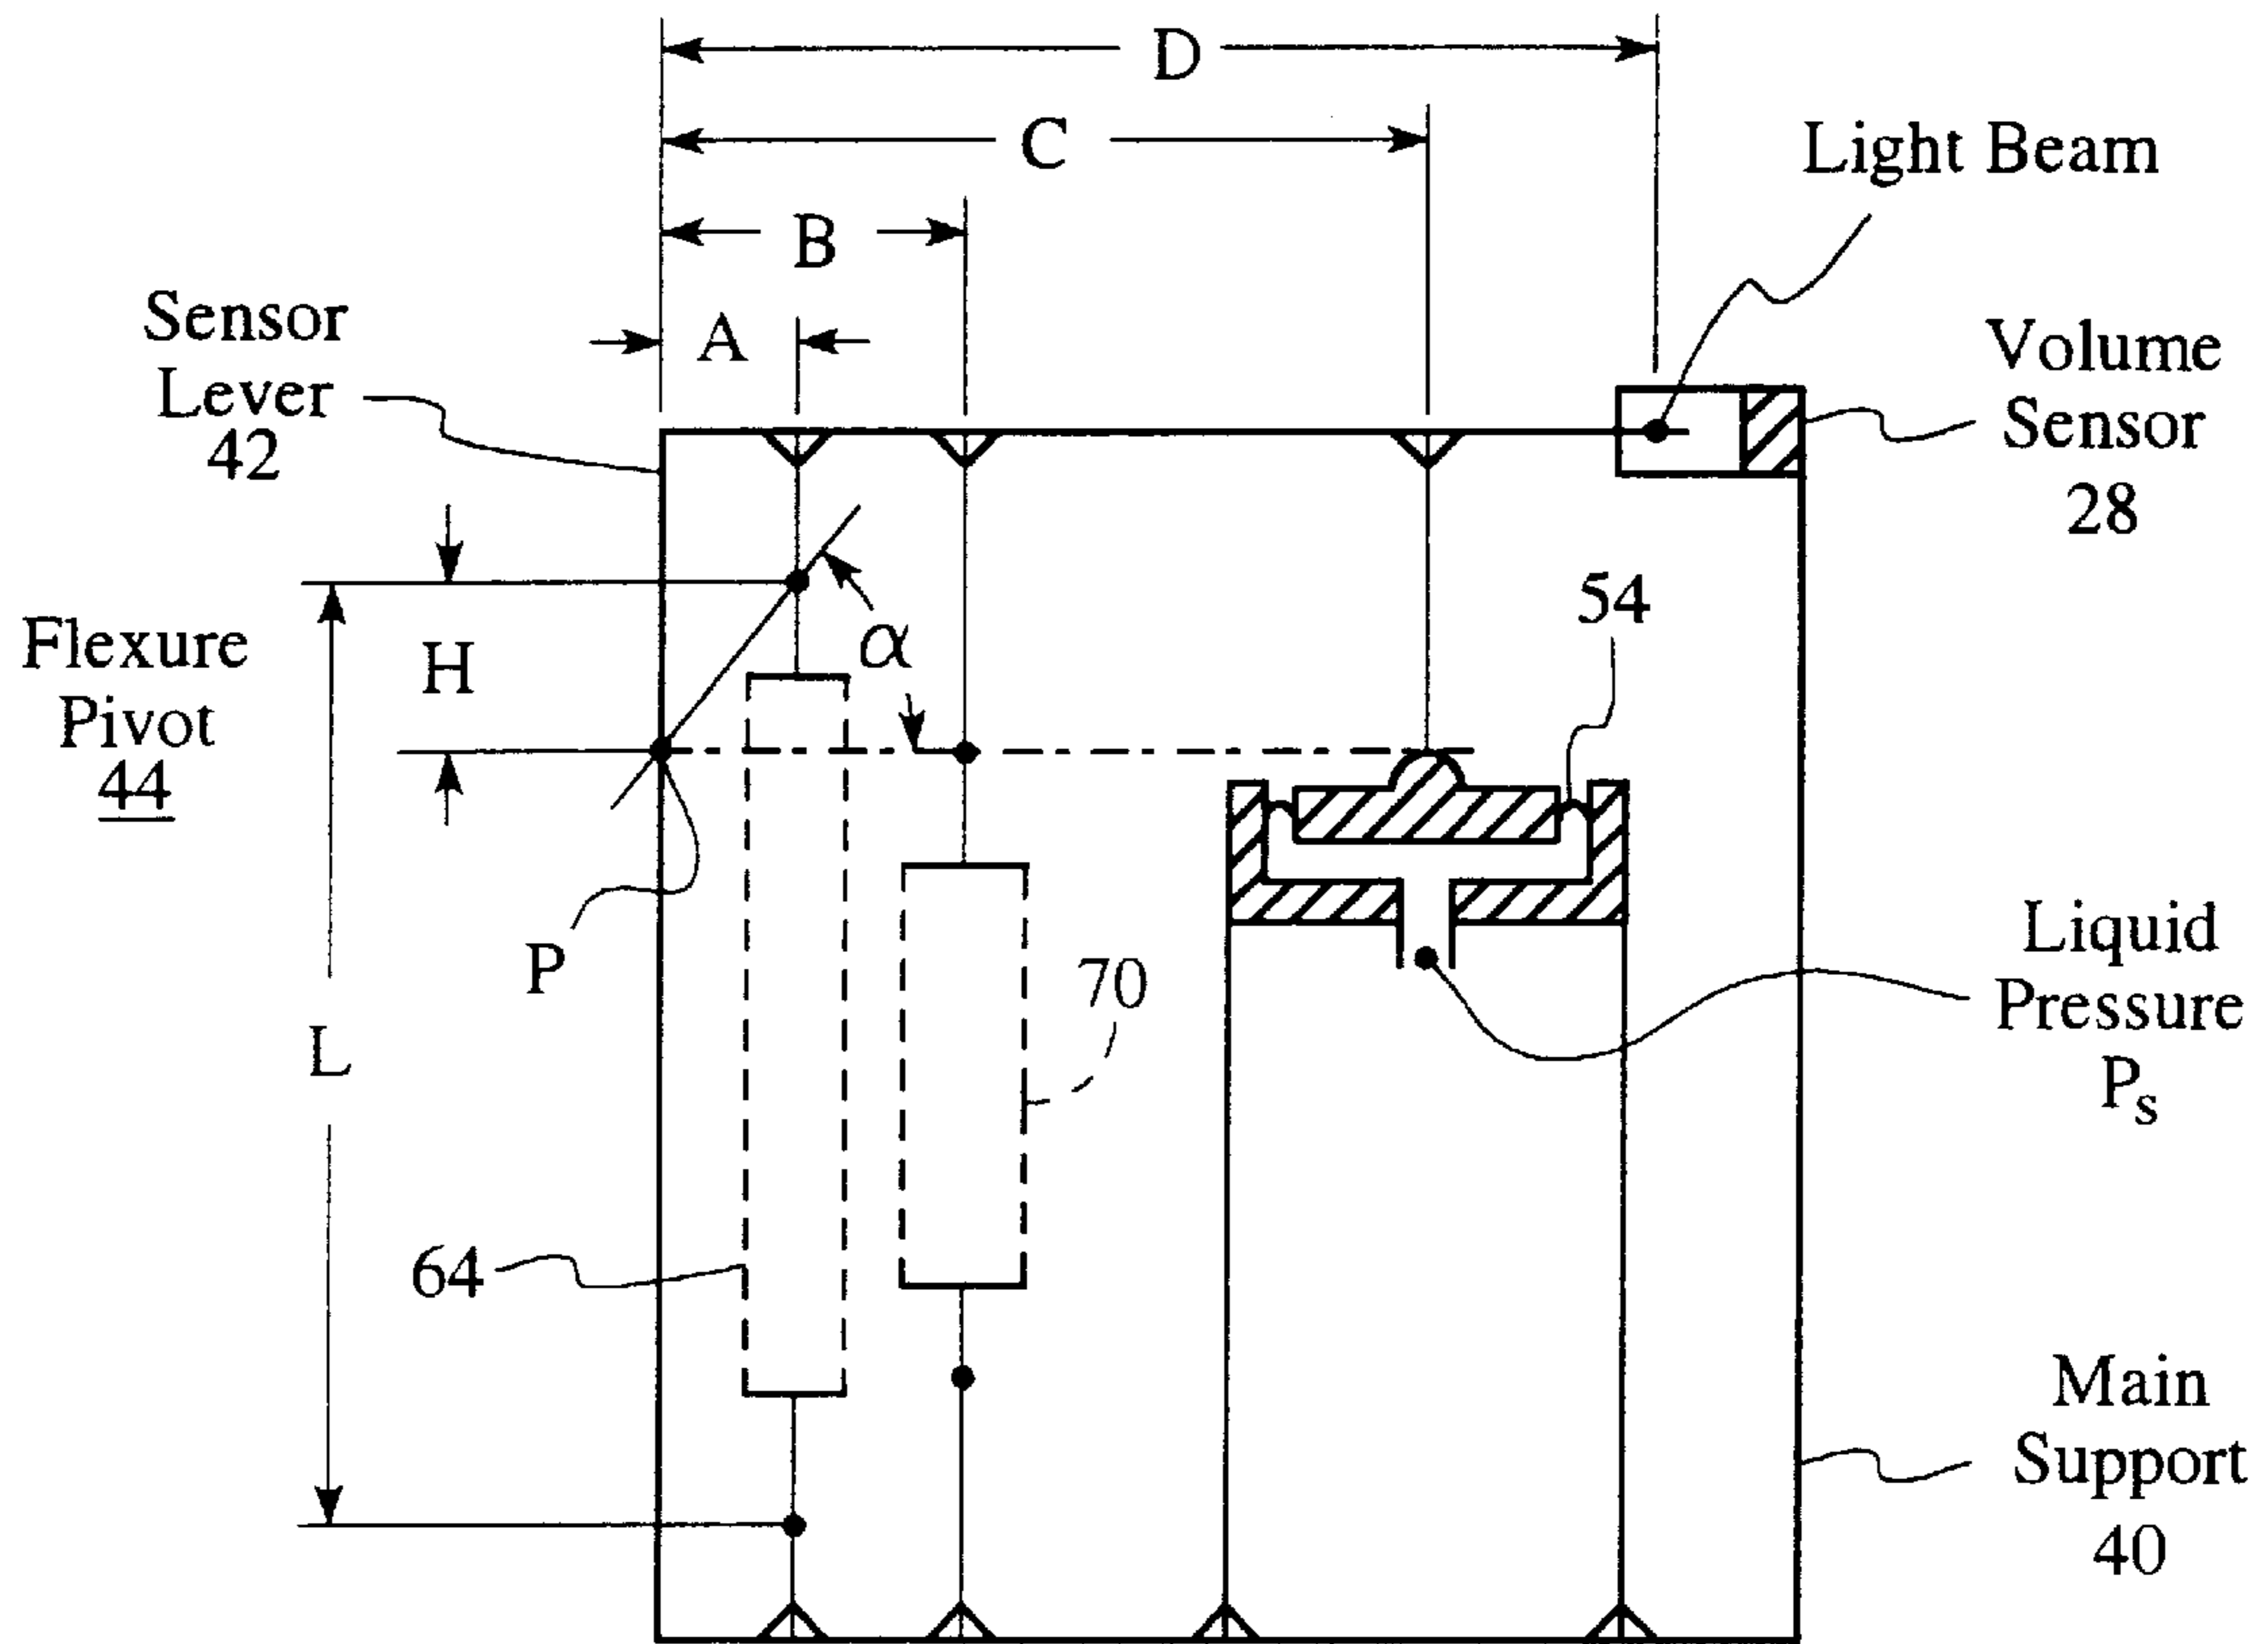 D
C
Light Beam
B
Sensor
Lever
42
A
Volume
Sensor
28
54
α
Flexure
Pivot
44
H
P
70
Liquid
Pressure
Ps
L
64
Main
Support
40